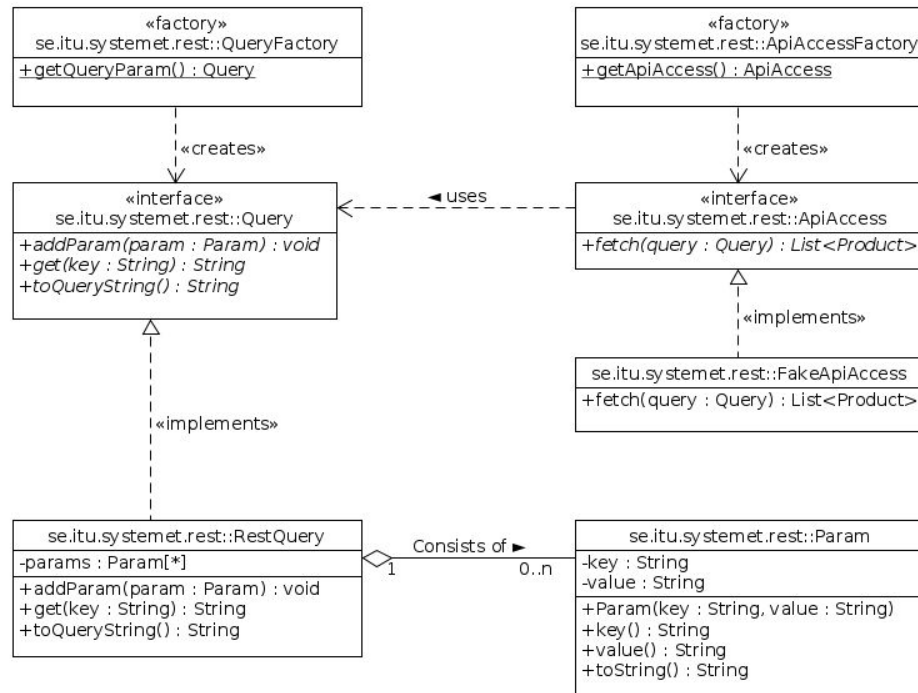 «factory»
se.itu.systemet.rest::QueryFactory
+getQueryParam() : Query
«factory»
se.itu.systemet.rest::ApiAccessFactory
+getApiAccess() : ApiAccess
«creates»
«creates»
«interface»
se.itu.systemet.rest::Query
+addParam(param : Param) : void
+get(key : String) : String
+toQueryString() : String
◄ uses
«interface»
se.itu.systemet.rest::ApiAccess
+fetch(query : Query) : List<Product>
«implements»
se.itu.systemet.rest::FakeApiAccess
+fetch(query : Query) : List<Product>
«implements»
se.itu.systemet.rest::RestQuery
-params : Param[*]
+addParam(param : Param) : void
+get(key : String) : String
+toQueryString() : String
Consists of ►
1
0..n
se.itu.systemet.rest::Param
-key : String
-value : String
+Param(key : String, value : String)
+key() : String
+value() : String
+toString() : String